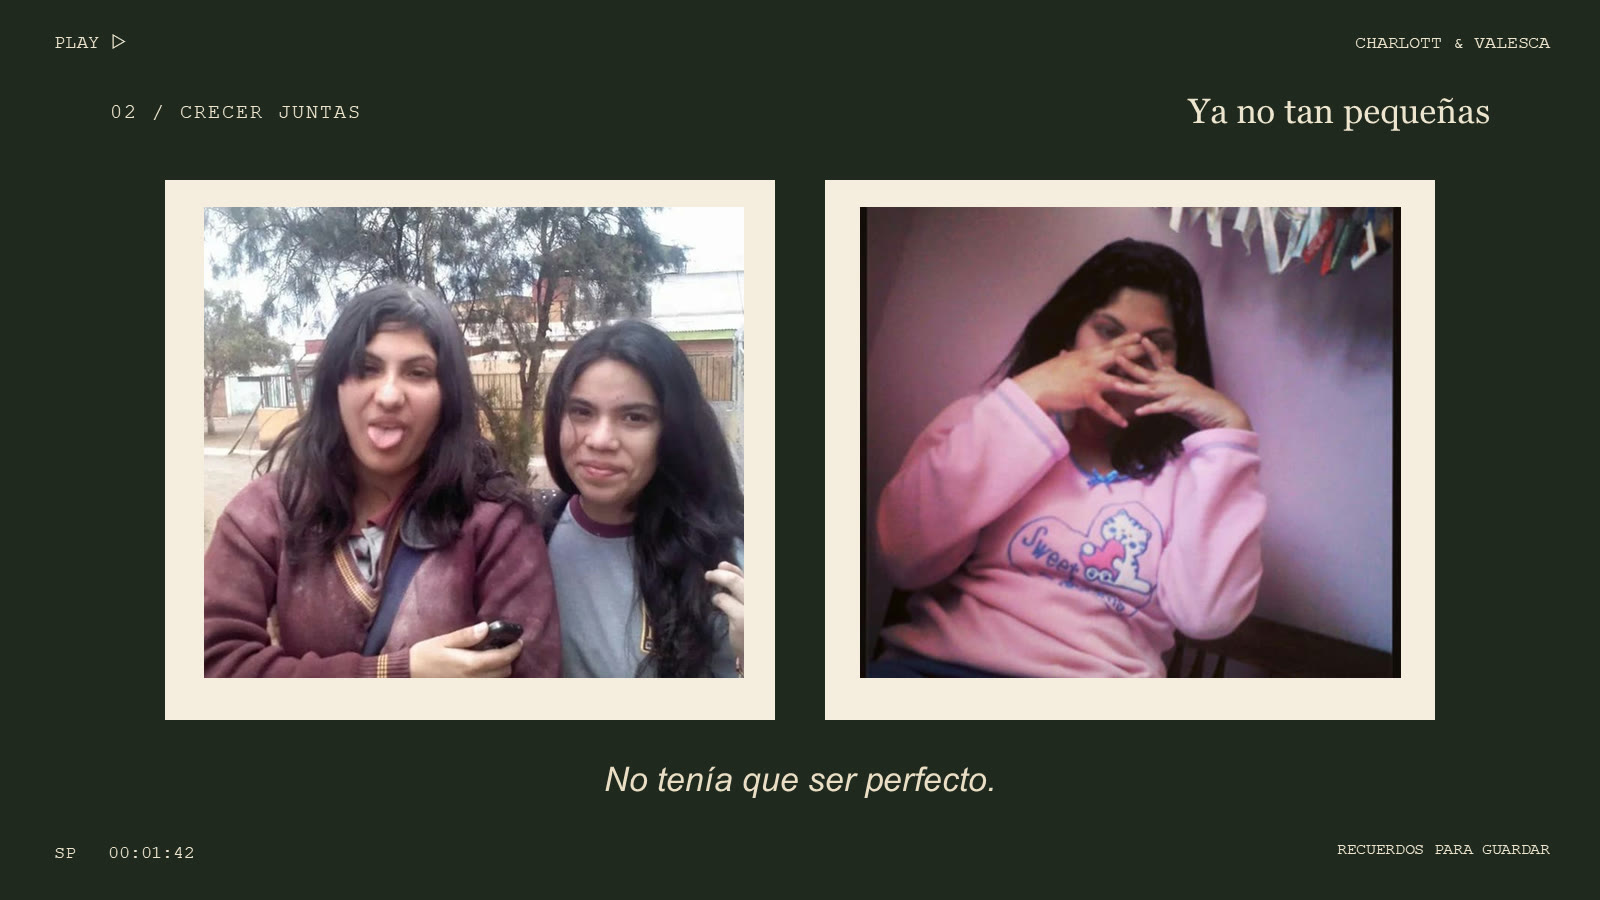 PLAY ▷
CHARLOTT & VALESCA
02 / CRECER JUNTAS
Ya no tan pequeñas
Sweet
No tenía que ser perfecto.
SP 00:01:42
RECUERDOS PARA GUARDAR